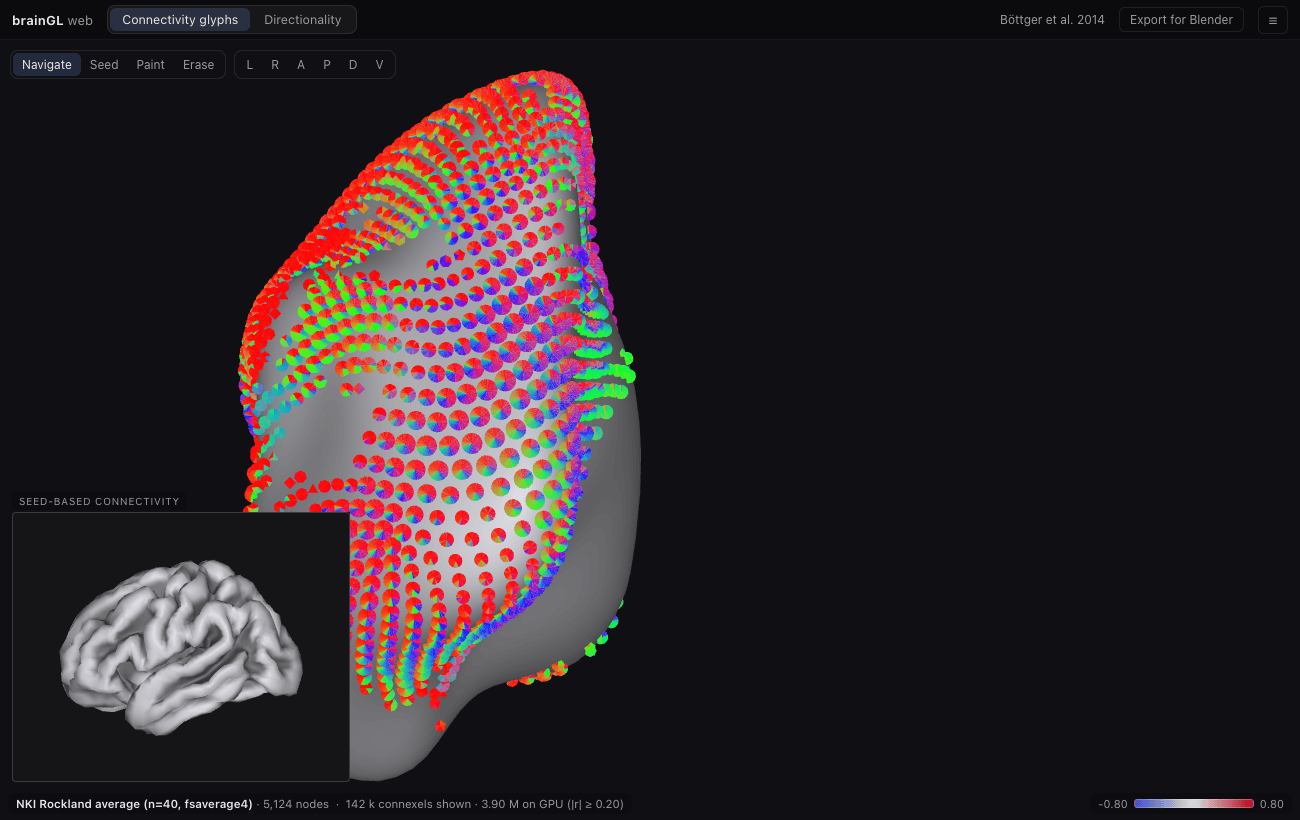 brainGL web Connectivity glyphs Directionality Böttger et al. 2014 Export for Blender
Navigate Seed Paint Erase L R A P D V
SEED-BASED CONNECTIVITY
NKI Rockland average (n=40, fsaverage4) · 5,124 nodes · 142 k connexels shown · 3.90 M on GPU (|r| ≥ 0.20) -0.80 0.80